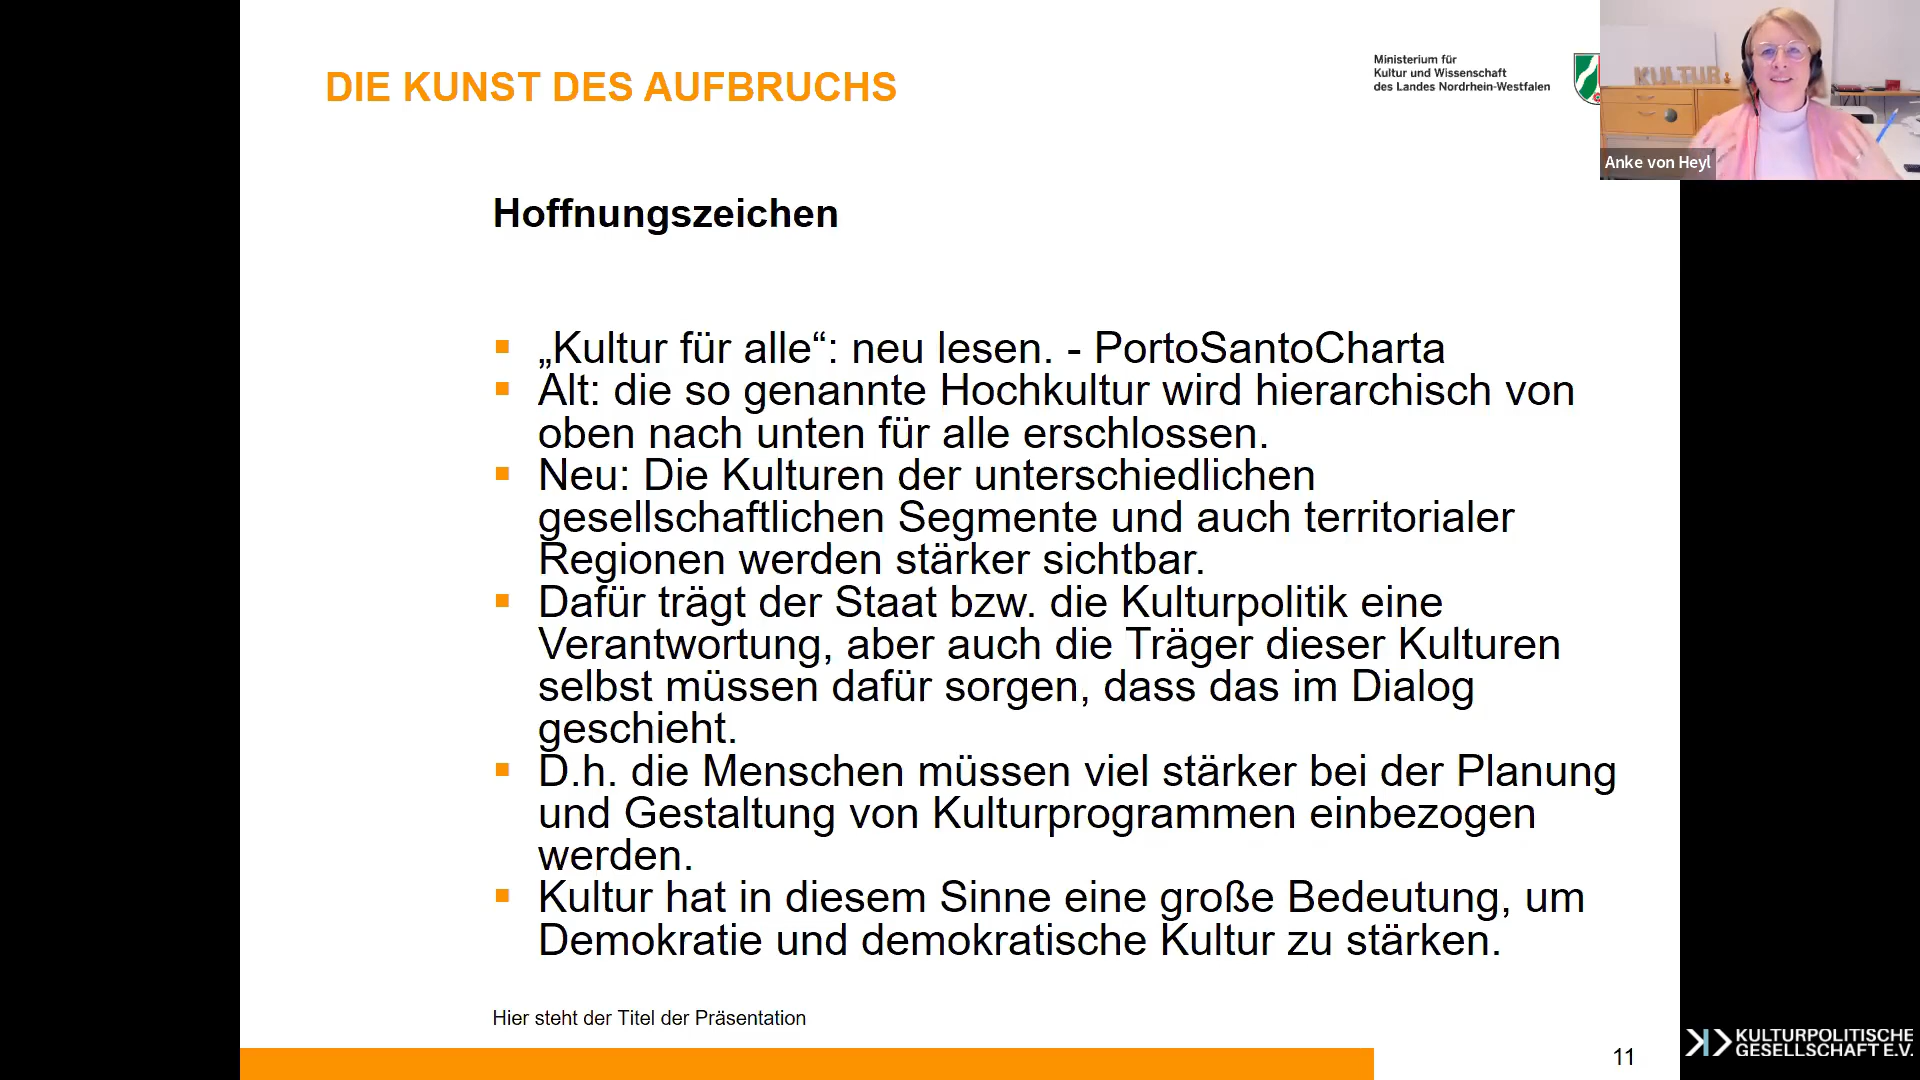 DIE KUNST DES AUFBRUCHS
Ministerium für
Kultur und Wissenschaft
des Landes Nordrhein-Westfalen
KULTUR
Anke von Heyl
Hoffnungszeichen
„Kultur für alle“: neu lesen. - PortoSantoCharta
Alt: die so genannte Hochkultur wird hierarchisch von
oben nach unten für alle erschlossen.
Neu: Die Kulturen der unterschiedlichen
gesellschaftlichen Segmente und auch territorialer
Regionen werden stärker sichtbar.
Dafür trägt der Staat bzw. die Kulturpolitik eine
Verantwortung, aber auch die Träger dieser Kulturen
selbst müssen dafür sorgen, dass das im Dialog
geschieht.
D.h. die Menschen müssen viel stärker bei der Planung
und Gestaltung von Kulturprogrammen einbezogen
werden.
Kultur hat in diesem Sinne eine große Bedeutung, um
Demokratie und demokratische Kultur zu stärken.
Hier steht der Titel der Präsentation
11
KULTURPOLITISCHE
GESELLSCHAFT E.V.